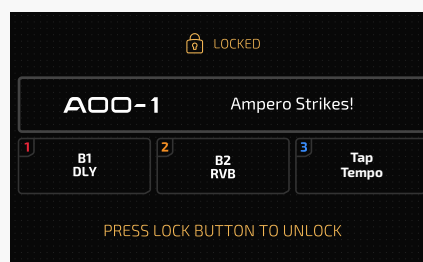 LOCKED
A00-1 Ampero Strikes!
1 B1 DLY
2 B2 RVB
3 Tap Tempo
PRESS LOCK BUTTON TO UNLOCK